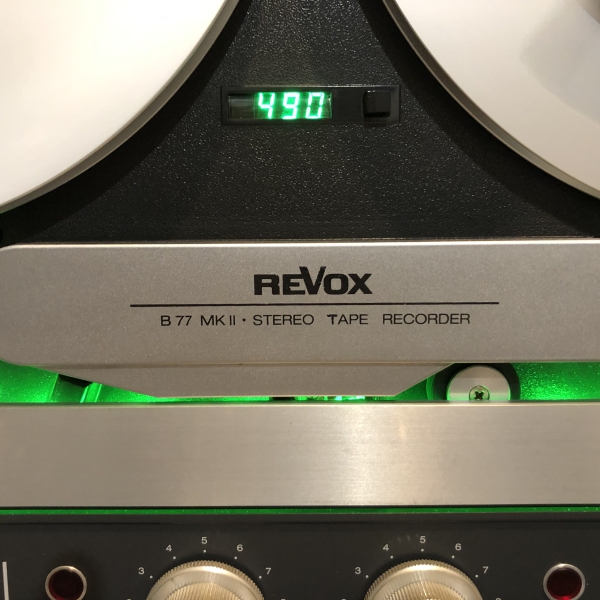 490
REVOX
B 77 MK II · STEREO TAPE RECORDER
3 4 5 6 7
3 4 5 6 7